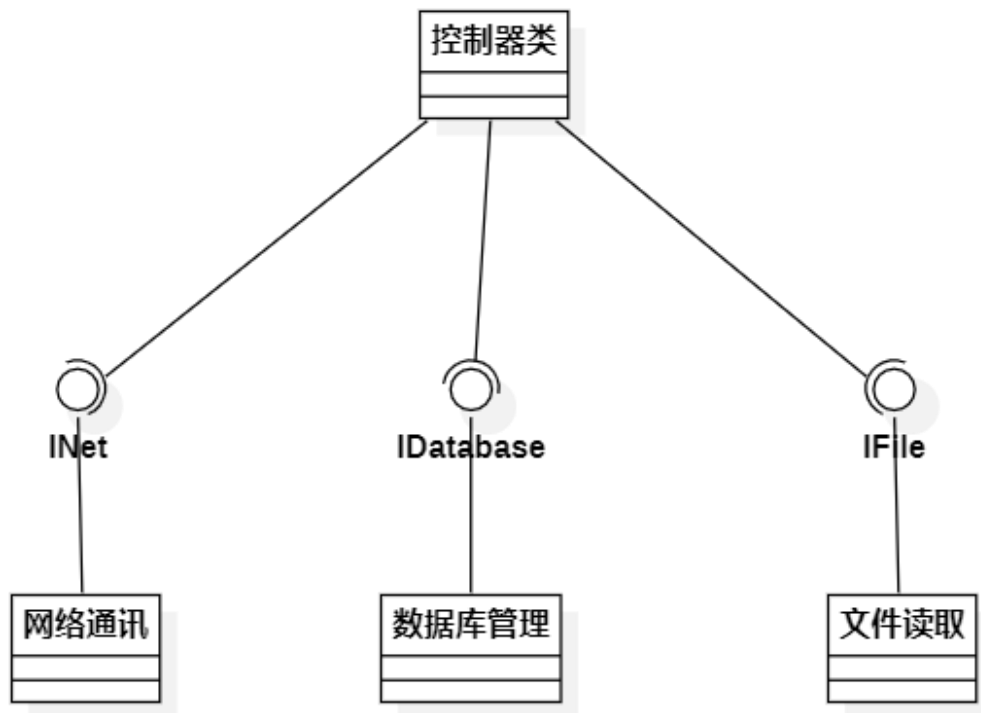 控制器类
INet
IDatabase
IFile
网络通讯
数据库管理
文件读取